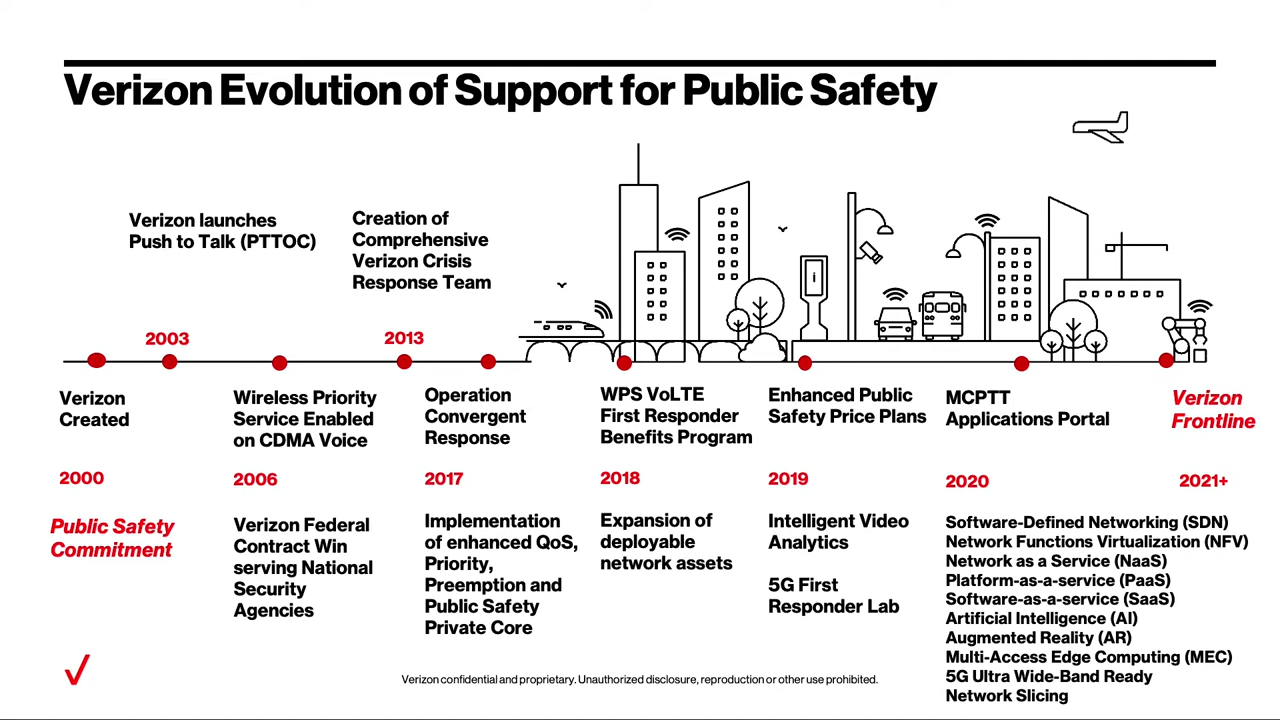 Verizon Evolution of Support for Public Safety
Verizon launches
Push to Talk (PTTOC)
2003
Creation of
Comprehensive
Verizon Crisis
Response Team
2013
i
Verizon
Created
2000
Public Safety
Commitment
Wireless Priority
Service Enabled
on CDMA Voice
2006
Verizon Federal
Contract Win
serving National
Security
Agencies
Operation
Convergent
Response
2017
Implementation
of enhanced QoS,
Priority,
Preemption and
Public Safety
Private Core
WPS VoLTE
First Responder
Benefits Program
2018
Expansion of
deployable
network assets
Enhanced Public
Safety Price Plans
2019
Intelligent Video
Analytics
5G First
Responder Lab
MCPTT
Applications Portal
2020
Software-Defined Networking (SDN)
Network Functions Virtualization (NFV)
Network as a Service (NaaS)
Platform-as-a-service (PaaS)
Software-as-a-service (SaaS)
Artificial Intelligence (AI)
Augmented Reality (AR)
Multi-Access Edge Computing (MEC)
5G Ultra Wide-Band Ready
Network Slicing
Verizon
Frontline
2021+
Verizon confidential and proprietary. Unauthorized disclosure, reproduction or other use prohibited.